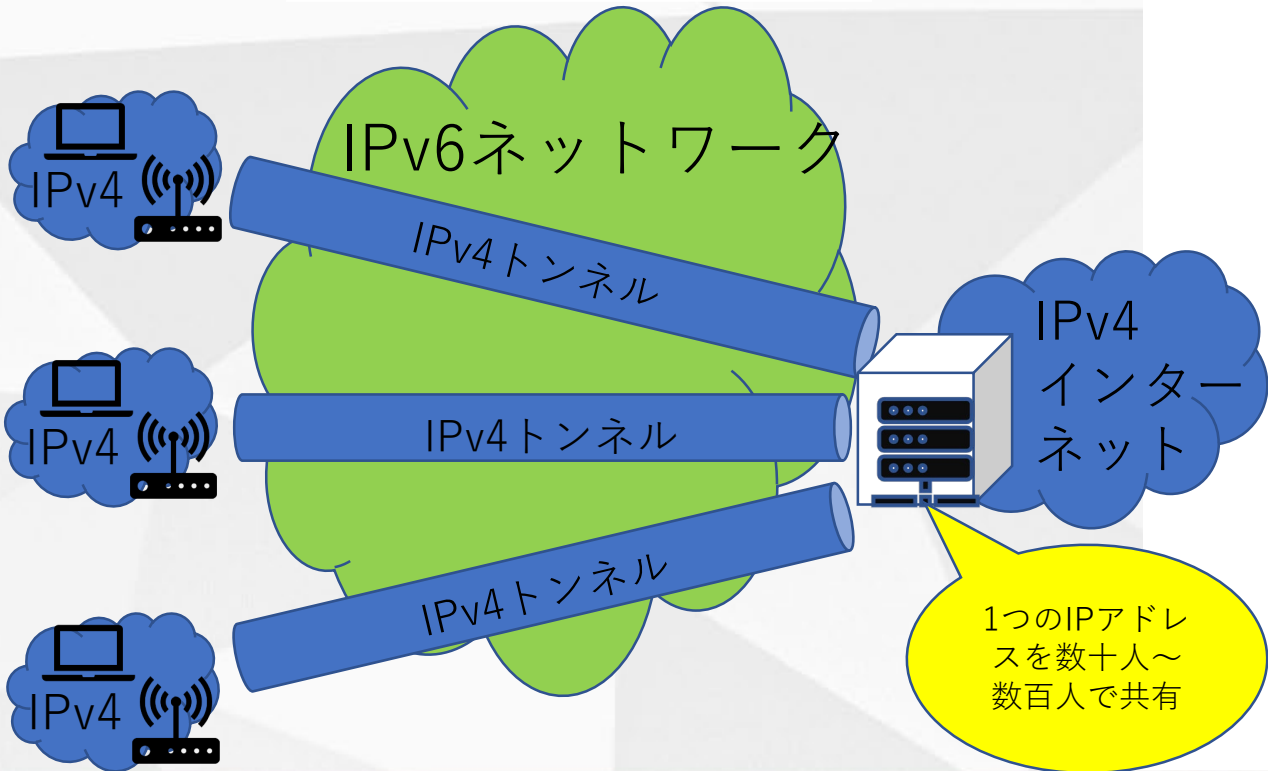 IPv6ネットワーク
IPv4
IPv4トンネル
IPv4
インター
ネット
IPv4
IPv4トンネル
IPv4
IPv4トンネル
1つのIPアドレ
スを数十人～
数百人で共有